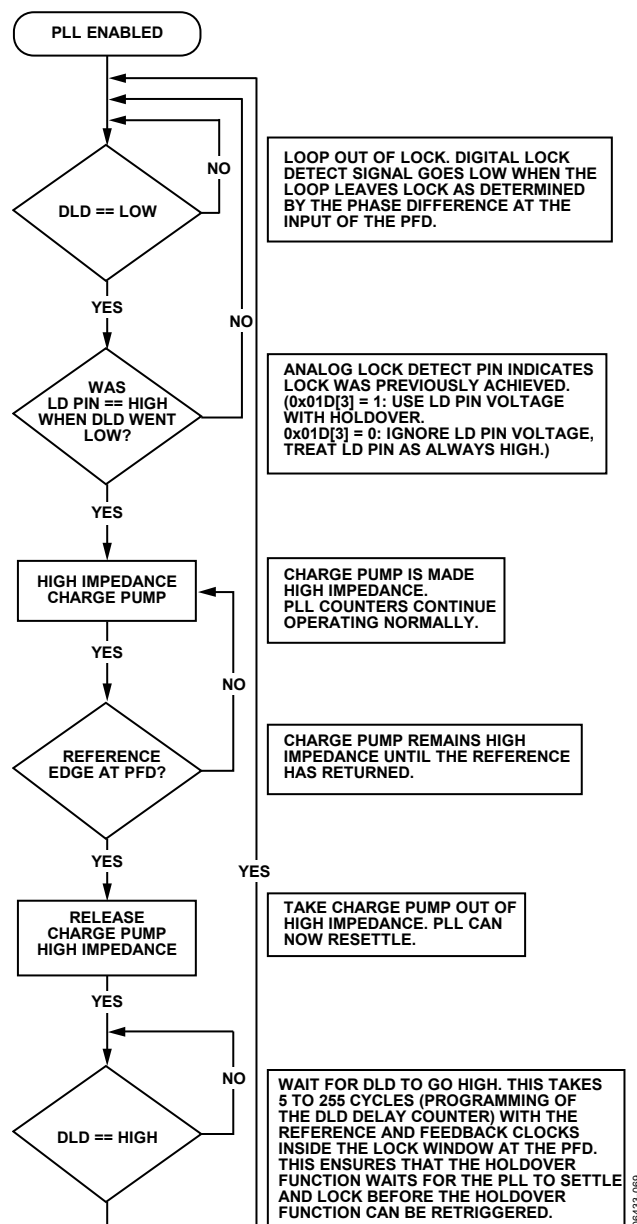 PLL ENABLED
NO
DLD == LOW
LOOP OUT OF LOCK. DIGITAL LOCK
DETECT SIGNAL GOES LOW WHEN THE
LOOP LEAVES LOCK AS DETERMINED
BY THE PHASE DIFFERENCE AT THE
INPUT OF THE PFD.
YES
NO
WAS
LD PIN == HIGH
WHEN DLD WENT
LOW?
ANALOG LOCK DETECT PIN INDICATES
LOCK WAS PREVIOUSLY ACHIEVED.
(0x01D[3] = 1: USE LD PIN VOLTAGE
WITH HOLDOVER.
0x01D[3] = 0: IGNORE LD PIN VOLTAGE,
TREAT LD PIN AS ALWAYS HIGH.)
YES
HIGH IMPEDANCE
CHARGE PUMP
CHARGE PUMP IS MADE
HIGH IMPEDANCE.
PLL COUNTERS CONTINUE
OPERATING NORMALLY.
YES
NO
REFERENCE
EDGE AT PFD?
CHARGE PUMP REMAINS HIGH
IMPEDANCE UNTIL THE REFERENCE
HAS RETURNED.
YES
YES
RELEASE
CHARGE PUMP
HIGH IMPEDANCE
TAKE CHARGE PUMP OUT OF
HIGH IMPEDANCE. PLL CAN
NOW RESETTLE.
YES
NO
DLD == HIGH
WAIT FOR DLD TO GO HIGH. THIS TAKES
5 TO 255 CYCLES (PROGRAMMING OF
THE DLD DELAY COUNTER) WITH THE
REFERENCE AND FEEDBACK CLOCKS
INSIDE THE LOCK WINDOW AT THE PFD.
THIS ENSURES THAT THE HOLDOVER
FUNCTION WAITS FOR THE PLL TO SETTLE
AND LOCK BEFORE THE HOLDOVER
FUNCTION CAN BE RETRIGGERED.
06423-069